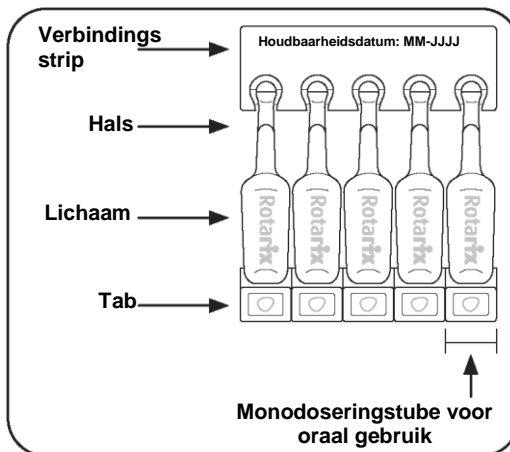 Verbindings
strip
Houdbaarheidsdatum: MM-JJJJ
Hals
Lichaam
Rotarix Rotarix Rotarix Rotarix Rotarix
Tab
Monodoseringstube voor
oraal gebruik